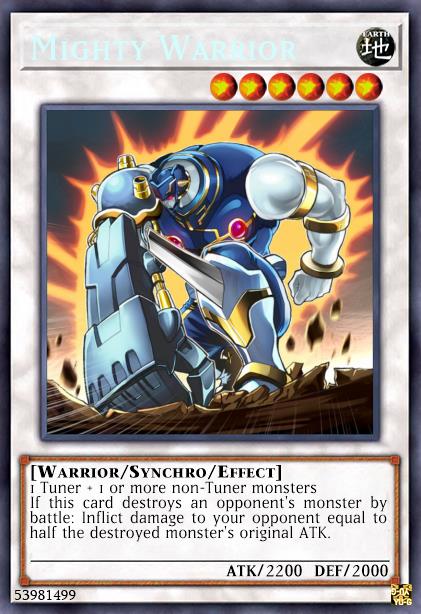 Mighty Warrior
EARTH
地
[Warrior/Synchro/Effect]
1 Tuner + 1 or more non-Tuner monsters
If this card destroys an opponent's monster by
battle: Inflict damage to your opponent equal to
half the destroyed monster's original ATK.
ATK/2200 DEF/2000
53981499